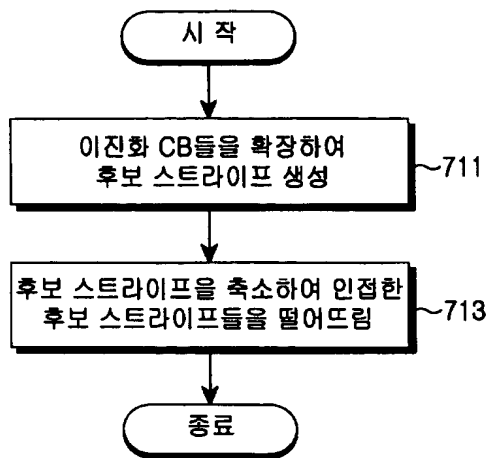 시 작
이진화 CB들을 확장하여
후보 스트라이프 생성
~711
후보 스트라이프을 축소하여 인접한
후보 스트라이프들올 떨어뜨림
~713
종료